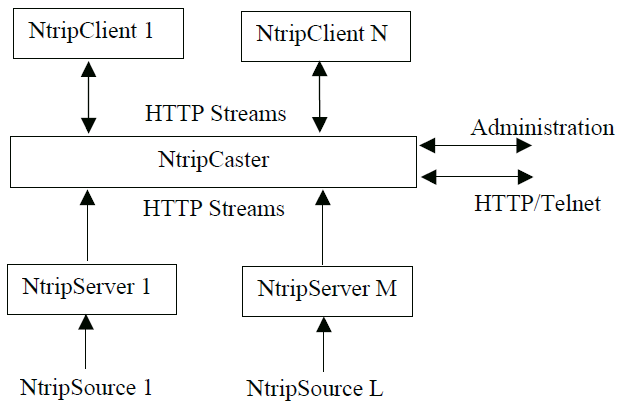 NtripClient 1
NtripClient N
HTTP Streams
Administration
NtripCaster
HTTP Streams
HTTP/Telnet
NtripServer 1
NtripServer M
NtripSource 1
NtripSource L